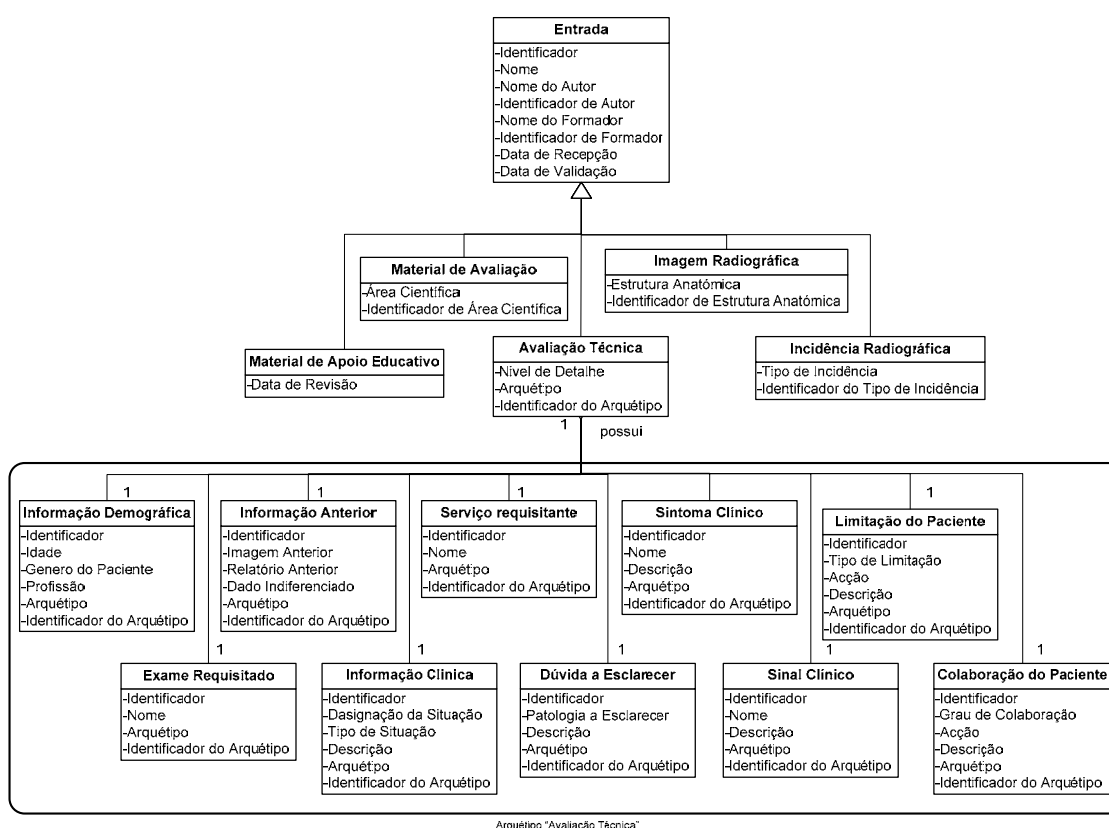 Entrada
-Identificador
-Nome
-Nome do Autor
-Identificador de Autor
-Nome do Formador
-Identificador de Formador
-Data de Recepção
-Data de Validação
Material de Avaliação
-Área Científica
-Identificador de Área Científica
Imagem Radiográfica
-Estrutura Anatómica
-Identificador de Estrutura Anatómica
Material de Apoio Educativo
-Data de Revisão
Avaliação Técnica
-Nivel de Detalhe
-Arquétipo
-Identificador do Arquétipo
Incidência Radiográfica
-Tipo de Incidência
-Identificador do Tipo de Incidência
1
possui
1
Informação Demográfica
-Identificador
-Idade
-Genero do Paciente
-Profissão
-Arquétipo
-Identificador do Arquétipo
1
Informação Anterior
-Identificador
-Imagem Anterior
-Relatório Anterior
-Dado Indiferenciado
-Arquétipo
-Identificador do Arquétipo
1
Serviço requisitante
-Identificador
-Nome
-Arquétipo
-Identificador do Arquétipo
Sintoma Clínico
-Identificador
-Nome
-Descrição
-Arquétipo
-Identificador do Arquétipo
1
Limitação do Paciente
-Identificador
-Tipo de Limitação
-Acção
-Descrição
-Arquétipo
-Identificador do Arquétipo
1
Exame Requisitado
-Identificador
-Nome
-Arquétipo
-Identificador do Arquétipo
1
Informação Clinica
-Identificador
-Dasignação da Situação
-Tipo de Situação
-Descrição
-Arquétipo
-Identificador do Arquétipo
1
Dúvida a Esclarecer
-Identificador
-Patologia a Esclarecer
-Descrição
-Arquétipo
-Identificador do Arquétipo
1
Sinal Clínico
-Identificador
-Nome
-Descrição
-Arquétipo
-Identificador do Arquétipo
1
Colaboração do Paciente
-Identificador
-Grau de Colaboração
-Acção
-Descrição
-Arquétipo
-Identificador do Arquétipo
Arquétipo "Avaliação Técnica"